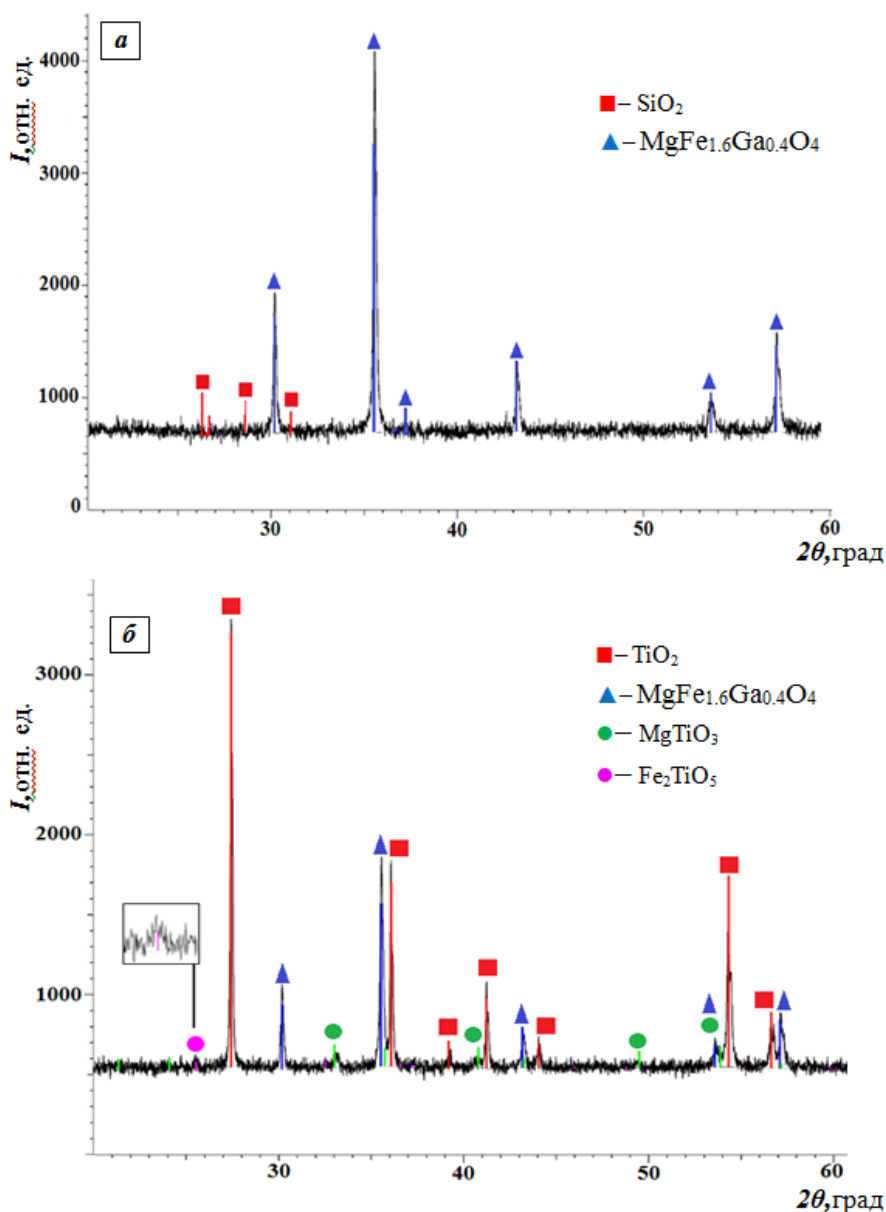 а
I, отн. ед.
4000
3000
2000
1000
0
– SiO₂
– MgFe₁.₆Ga₀.₄O₄
30
40
50
60
2θ,град
б
I, отн. ед.
3000
2000
1000
– TiO₂
– MgFe₁.₆Ga₀.₄O₄
– MgTiO₃
– Fe₂TiO₅
30
40
50
60
2θ,град